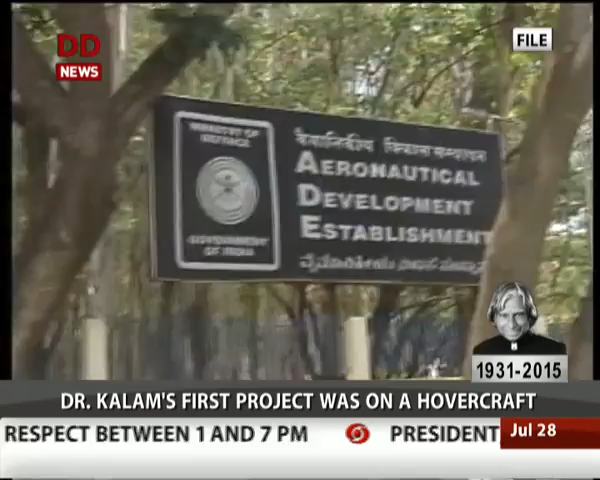 DD
NEWS
FILE
MINISTRY OF
DEFENCE
GOVERNMENT
OF INDIA
वैमानिकीय विकास संस्थापन
AERONAUTICAL
DEVELOPMENT
ESTABLISHMENT
1931-2015
DR. KALAM'S FIRST PROJECT WAS ON A HOVERCRAFT
RESPECT BETWEEN 1 AND 7 PM PRESIDENT
Jul 28